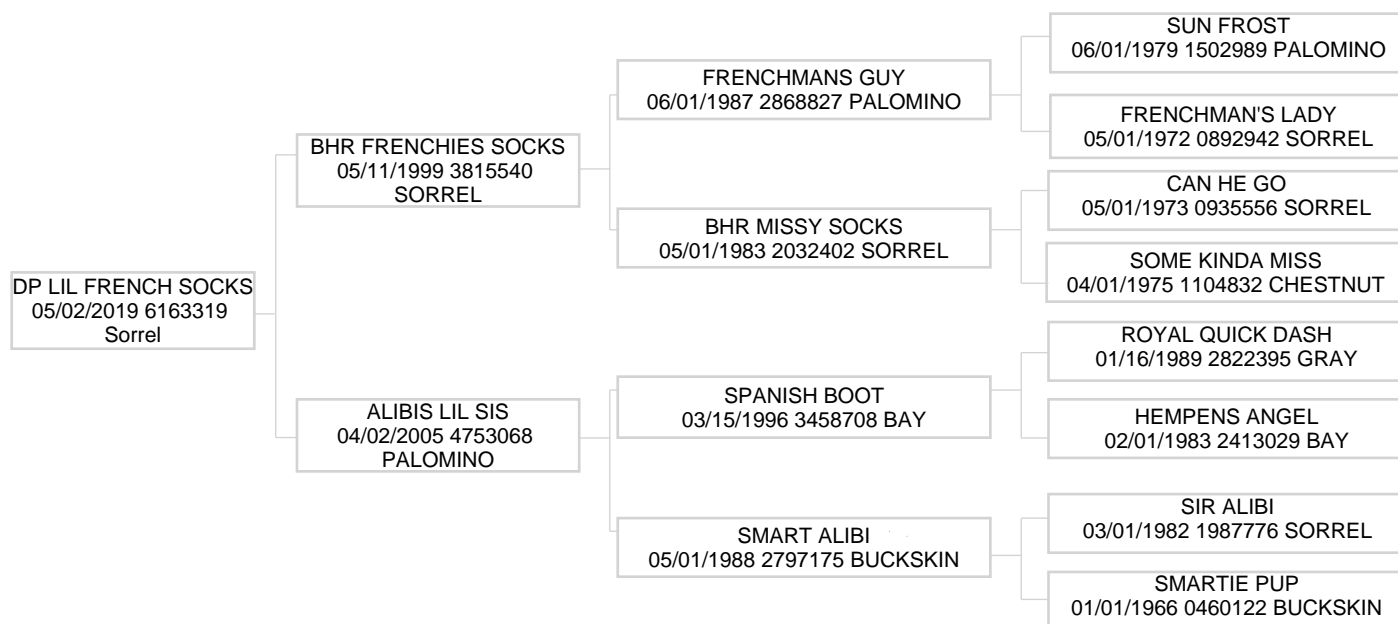 SUN FROST
06/01/1979 1502989 PALOMINO
FRENCHMANS GUY
06/01/1987 2868827 PALOMINO
FRENCHMAN'S LADY
05/01/1972 0892942 SORREL
BHR FRENCHIES SOCKS
05/11/1999 3815540
SORREL
CAN HE GO
05/01/1973 0935556 SORREL
BHR MISSY SOCKS
05/01/1983 2032402 SORREL
SOME KINDA MISS
04/01/1975 1104832 CHESTNUT
DP LIL FRENCH SOCKS
05/02/2019 6163319
Sorrel
ROYAL QUICK DASH
01/16/1989 2822395 GRAY
SPANISH BOOT
03/15/1996 3458708 BAY
HEMPENS ANGEL
02/01/1983 2413029 BAY
ALIBIS LIL SIS
04/02/2005 4753068
PALOMINO
SIR ALIBI
03/01/1982 1987776 SORREL
SMART ALIBI
05/01/1988 2797175 BUCKSKIN
SMARTIE PUP
01/01/1966 0460122 BUCKSKIN